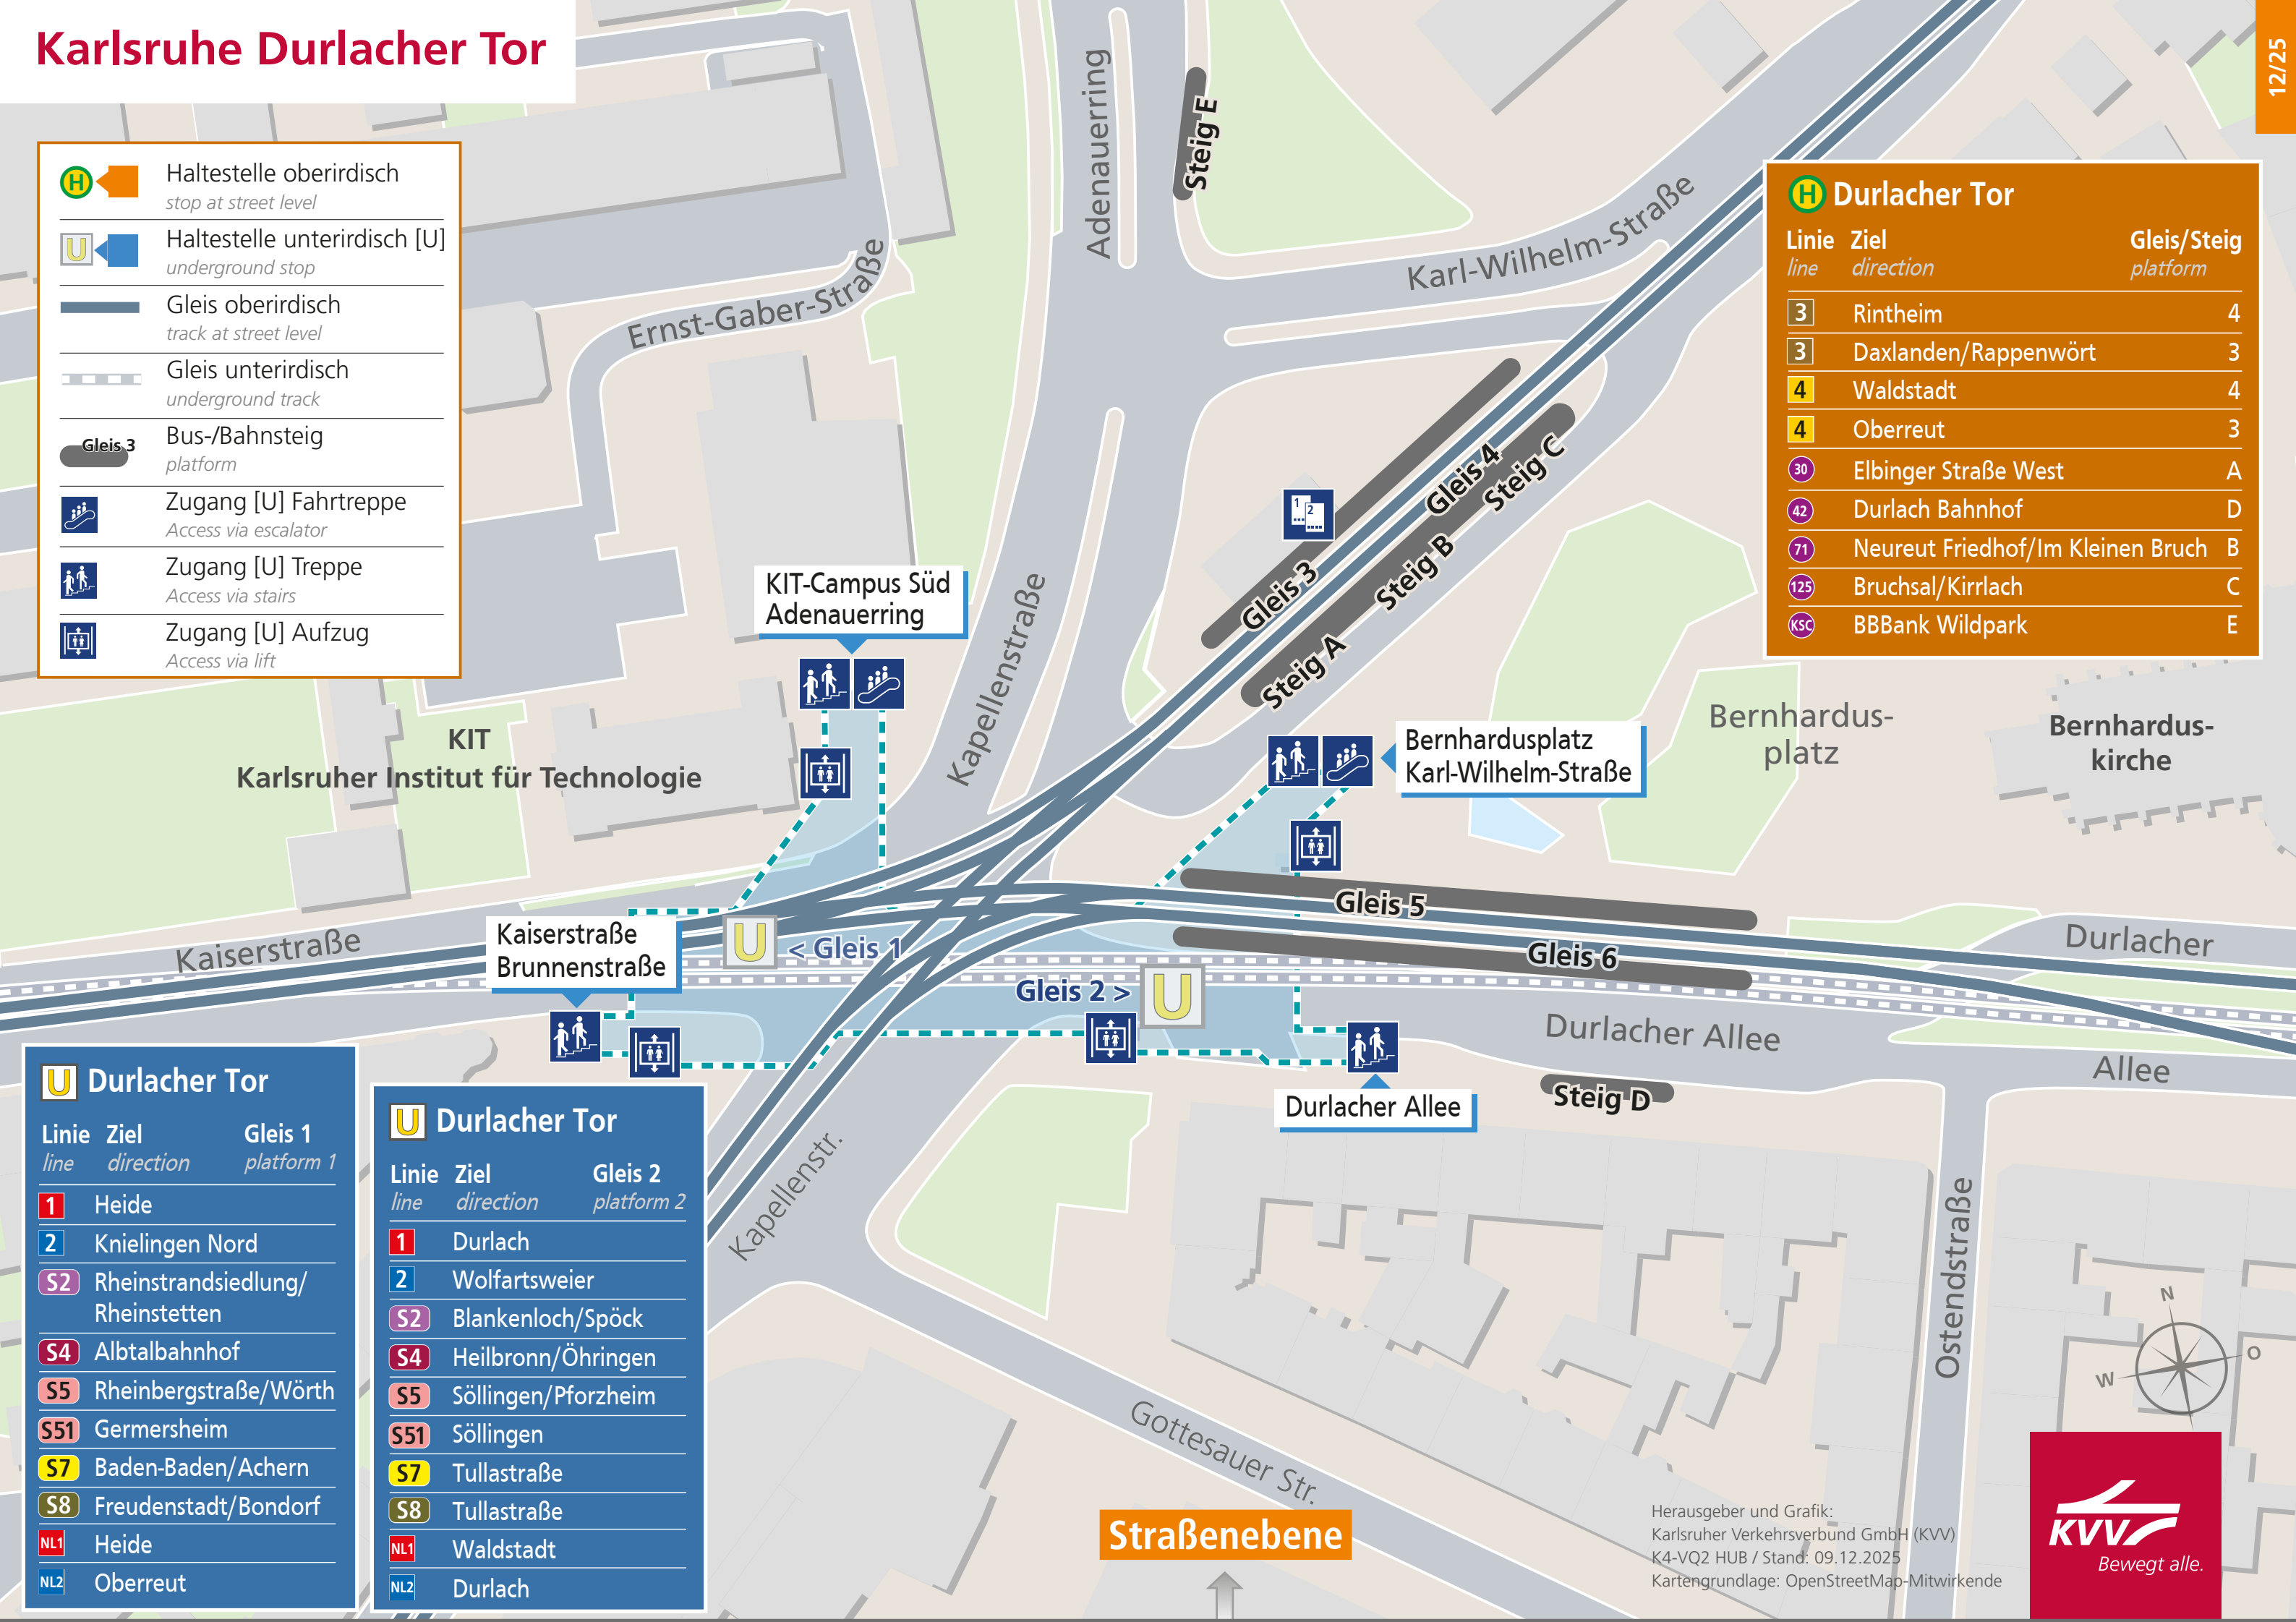 Karlsruhe Durlacher Tor
12/25
H
Haltestelle oberirdisch
stop at street level
U
Haltestelle unterirdisch [U]
underground stop
Gleis oberirdisch
track at street level
Gleis unterirdisch
underground track
Gleis 3
Bus-/Bahnsteig
platform
Zugang [U] Fahrtreppe
Access via escalator
Zugang [U] Treppe
Access via stairs
Zugang [U] Aufzug
Access via lift
Adenauerring
Steig E
Karl-Wilhelm-Straße
Ernst-Gaber-Straße
H Durlacher Tor
Linie Ziel Gleis/Steig
line direction platform
3 Rintheim 4
3 Daxlanden/Rappenwört 3
4 Waldstadt 4
4 Oberreut 3
30 Elbinger Straße West A
42 Durlach Bahnhof D
71 Neureut Friedhof/Im Kleinen Bruch B
125 Bruchsal/Kirrlach C
KSC BBBank Wildpark E
Gleis 4
Steig C
1 2
Steig B
Gleis 3
Steig A
KIT-Campus Süd
Adenauerring
Kapellenstraße
KIT
Karlsruher Institut für Technologie
Bernhardusplatz
Karl-Wilhelm-Straße
Bernhardus-
platz
Bernhardus-
kirche
Gleis 5
Gleis 6
Kaiserstraße
Kaiserstraße
Brunnenstraße
U
< Gleis 1
Gleis 2 >
U
Durlacher
Allee
Durlacher Allee
Durlacher Allee
Steig D
Kapellenstr.
Ostendstraße
Gottesauer Str.
U Durlacher Tor
Linie Ziel Gleis 1
line direction platform 1
1 Heide
2 Knielingen Nord
S2 Rheinstrandsiedlung/
Rheinstetten
S4 Albtalbahnhof
S5 Rheinbergstraße/Wörth
S51 Germersheim
S7 Baden-Baden/Achern
S8 Freudenstadt/Bondorf
NL1 Heide
NL2 Oberreut
U Durlacher Tor
Linie Ziel Gleis 2
line direction platform 2
1 Durlach
2 Wolfartsweier
S2 Blankenloch/Spöck
S4 Heilbronn/Öhringen
S5 Söllingen/Pforzheim
S51 Söllingen
S7 Tullastraße
S8 Tullastraße
NL1 Waldstadt
NL2 Durlach
Straßenebene
N
O
W
Herausgeber und Grafik:
Karlsruher Verkehrsverbund GmbH (KVV)
K4-VQ2 HUB / Stand: 09.12.2025
Kartengrundlage: OpenStreetMap-Mitwirkende
KVV
Bewegt alle.